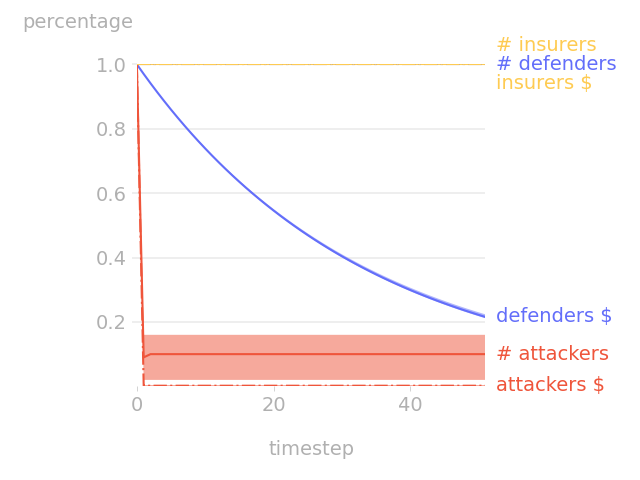 percentage
# insurers
# defenders
insurers $
1.0
0.8
0.6
0.4
0.2
defenders $
# attackers
attackers $
0 20 40
timestep